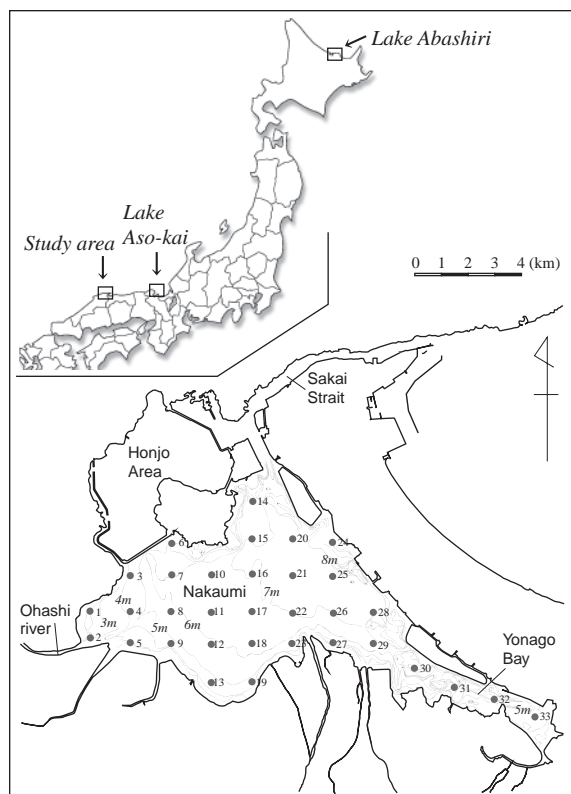 Lake Abashiri
Lake
Aso-kai
Study area
0 1 2 3 4 (km)
Sakai
Strait
Honjo
Area
14
15 20 24
6
8m
3 7 10 16 21 25
Nakaumi
7m
4m
1 4 8 11 17 22 26 28
Ohashi
river
3m
5m 6m
2 5 9 12 18 23 27 29
Yonago
Bay
30
13 19
31
32
5m
33